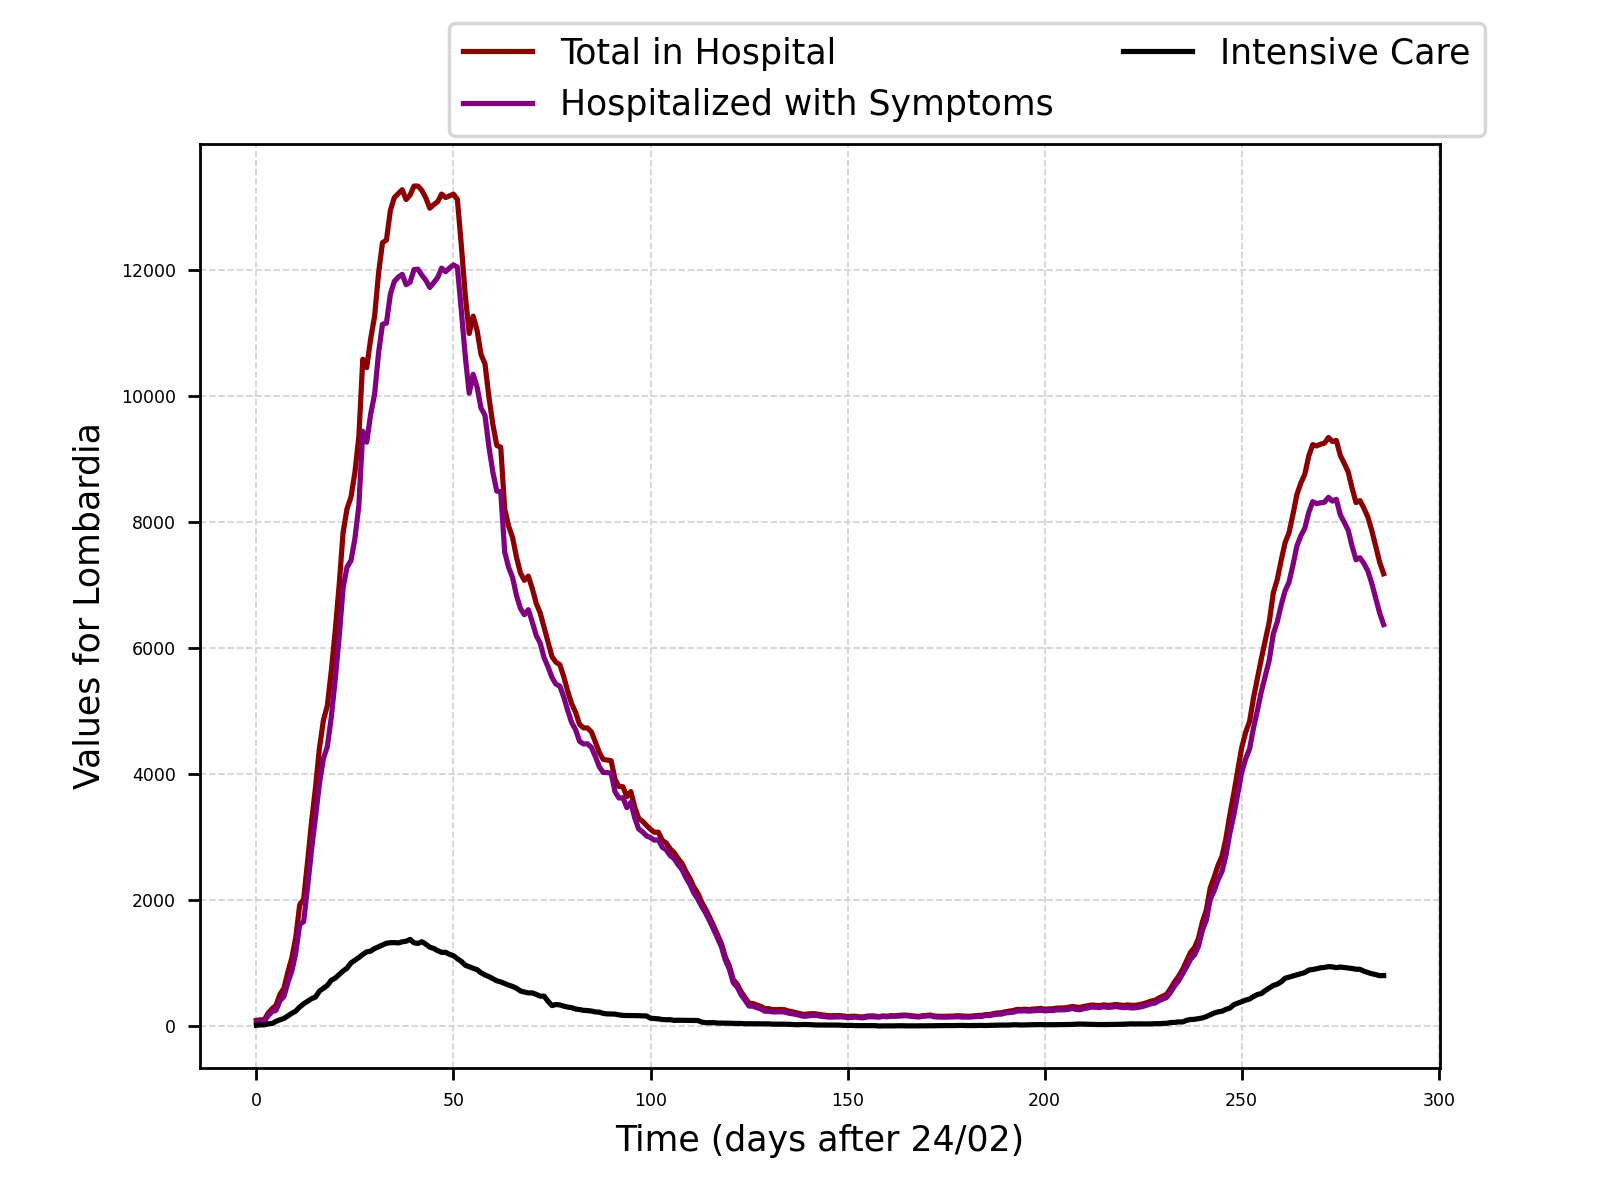 Total in Hospital
Hospitalized with Symptoms
Intensive Care
Values for Lombardia
12000
10000
8000
6000
4000
2000
0
0 50 100 150 200 250 300
Time (days after 24/02)